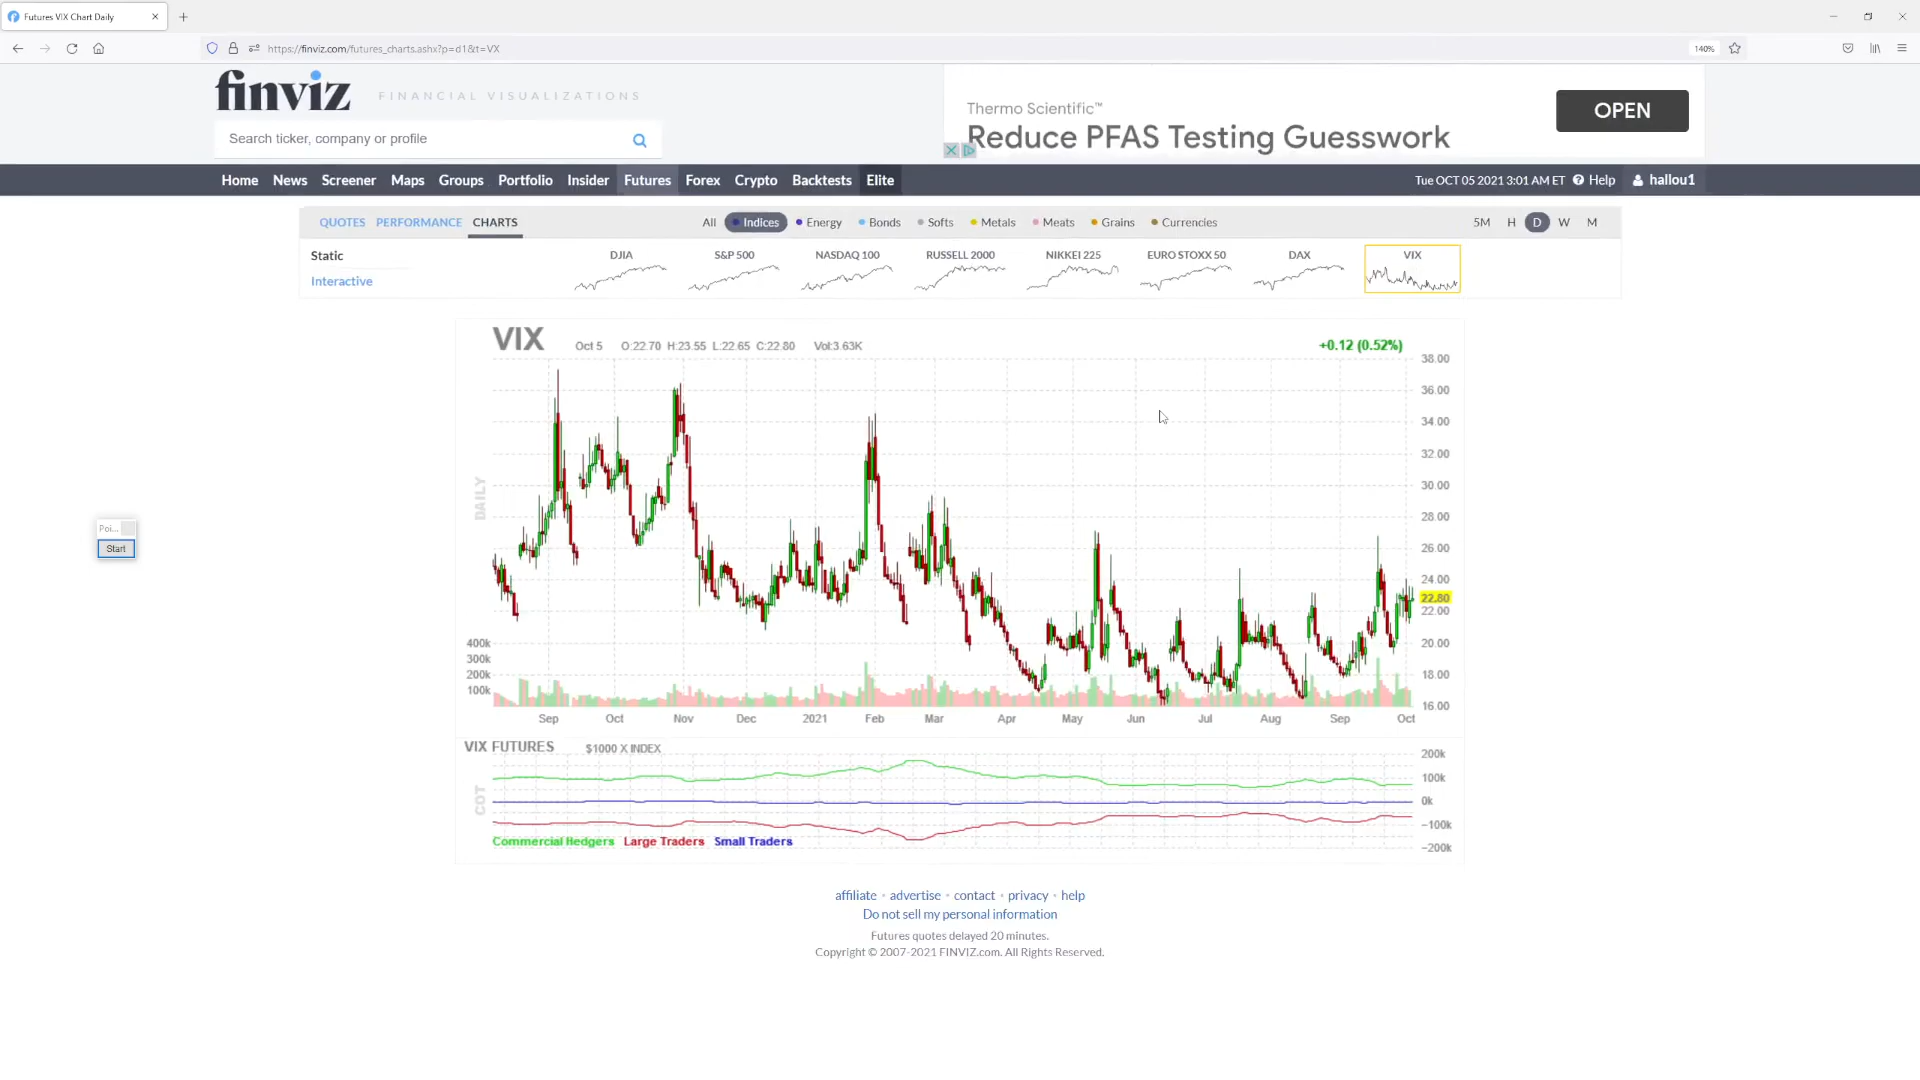 Futures VIX Chart Daily
https://finviz.com/futures_charts.ashx?p=d1&t=VX
140%
finviz
FINANCIAL VISUALIZATIONS
Search ticker, company or profile
Thermo Scientific™
Reduce PFAS Testing Guesswork
OPEN
Home News Screener Maps Groups Portfolio Insider Futures Forex Crypto Backtests Elite
Tue OCT 05 2021 3:01 AM ET Help hallou1
QUOTES PERFORMANCE CHARTS
All Indices Energy Bonds Softs Metals Meats Grains Currencies
5M H D W M
Static
Interactive
DJIA S&P 500 NASDAQ 100 RUSSELL 2000 NIKKEI 225 EURO STOXX 50 DAX VIX
VIX Oct 5 O:22.70 H:23.55 L:22.65 C:22.80 Vol:3.63K +0.12 (0.52%)
38.00
36.00
34.00
32.00
30.00
28.00
26.00
24.00
22.80
22.00
20.00
18.00
16.00
DAILY
400k
300k
200k
100k
Sep Oct Nov Dec 2021 Feb Mar Apr May Jun Jul Aug Sep Oct
VIX FUTURES $1000 X INDEX
200k
100k
0k
-100k
-200k
COT
Commercial Hedgers Large Traders Small Traders
Poi...
Start
affiliate • advertise • contact • privacy • help
Do not sell my personal information
Futures quotes delayed 20 minutes.
Copyright © 2007-2021 FINVIZ.com. All Rights Reserved.